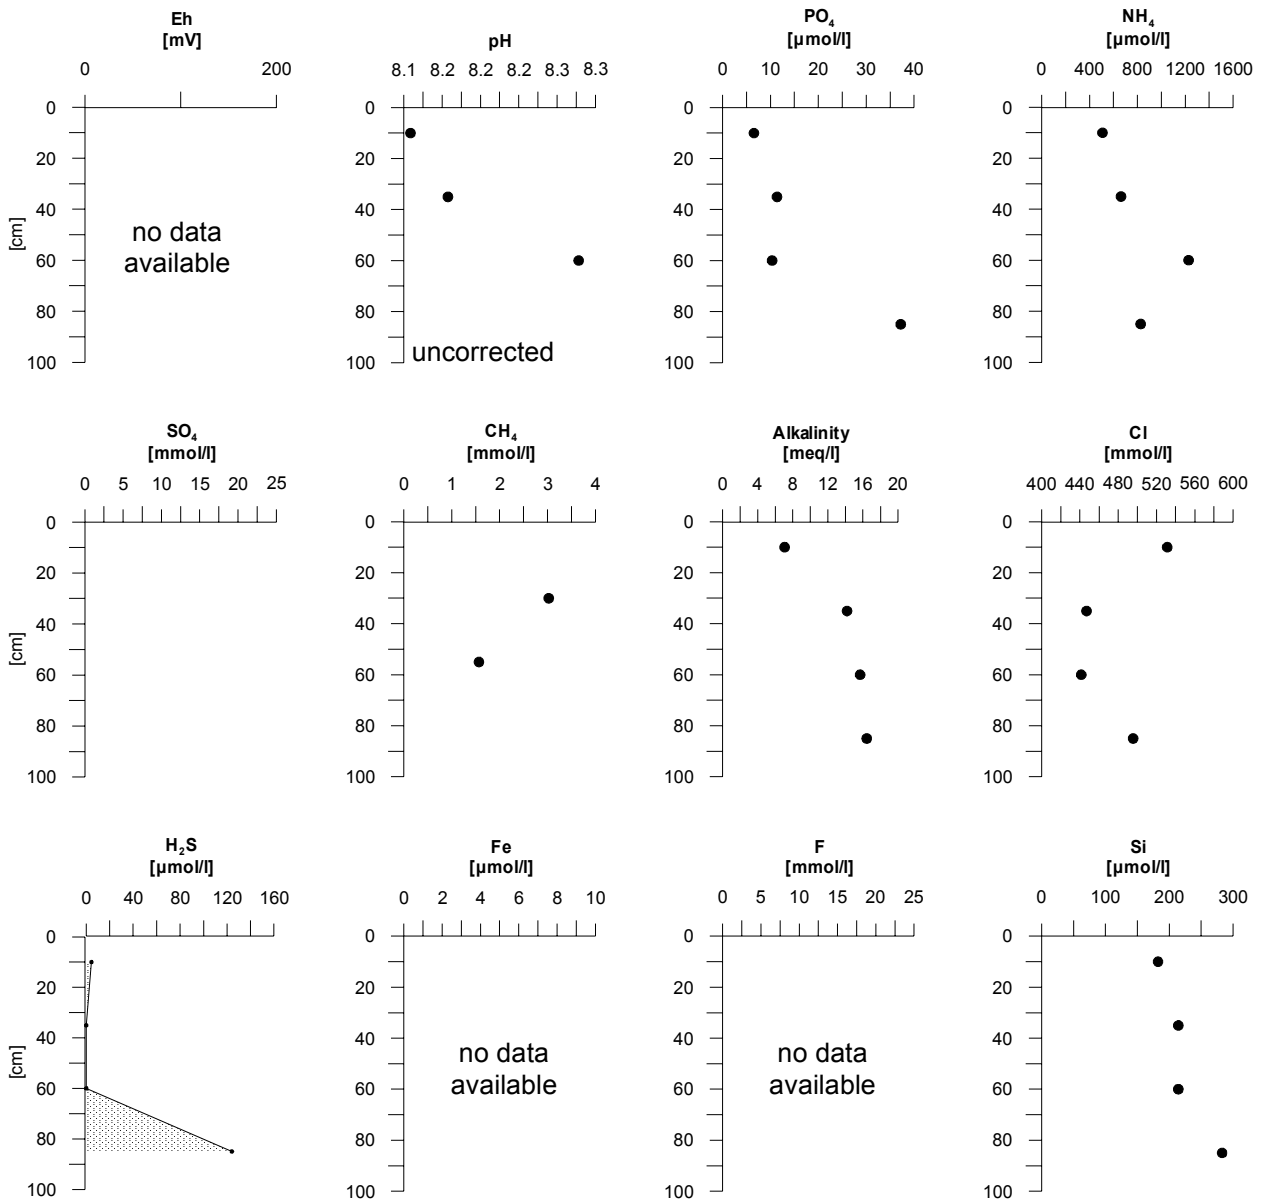 Eh
[mV]
0 200
0
20
40
60
80
100
[cm]
no data
available
pH
8.1 8.2 8.2 8.2 8.3 8.3
0
20
40
60
80
100
uncorrected
PO₄
[µmol/l]
0 10 20 30 40
0
20
40
60
80
100
NH₄
[µmol/l]
0 400 800 1200 1600
0
20
40
60
80
100
SO₄
[mmol/l]
0 5 10 15 20 25
0
20
40
60
80
100
[cm]
CH₄
[mmol/l]
0 1 2 3 4
0
20
40
60
80
100
Alkalinity
[meq/l]
0 4 8 12 16 20
0
20
40
60
80
100
Cl
[mmol/l]
400 440 480 520 560 600
0
20
40
60
80
100
H₂S
[µmol/l]
0 40 80 120 160
0
20
40
60
80
100
[cm]
Fe
[µmol/l]
0 2 4 6 8 10
0
20
40
60
80
100
no data
available
F
[mmol/l]
0 5 10 15 20 25
0
20
40
60
80
100
no data
available
Si
[µmol/l]
0 100 200 300
0
20
40
60
80
100